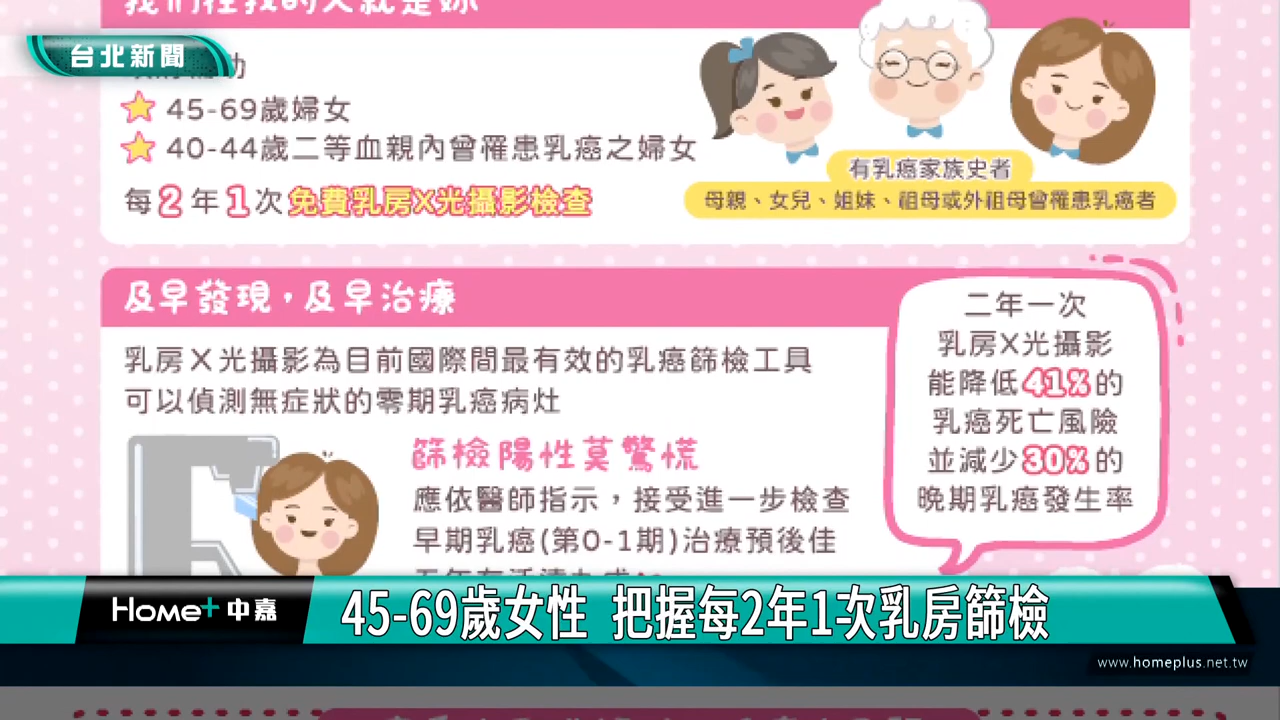 台北新聞
45-69歲婦女
40-44歲二等血親內曾罹患乳癌之婦女
每2年1次免費乳房X光攝影檢查
有乳癌家族史者
母親、女兒、姐妹、祖母或外祖母曾罹患乳癌者
及早發現，及早治療
乳房X光攝影為目前國際間最有效的乳癌篩檢工具
可以偵測無症狀的零期乳癌病灶
二年一次
乳房X光攝影
能降低41%的
乳癌死亡風險
並減少30%的
晚期乳癌發生率
篩檢陽性莫驚慌
應依醫師指示，接受進一步檢查
早期乳癌(第0-1期)治療預後佳
Home+中嘉
45-69歲女性 把握每2年1次乳房篩檢
www.homeplus.net.tw